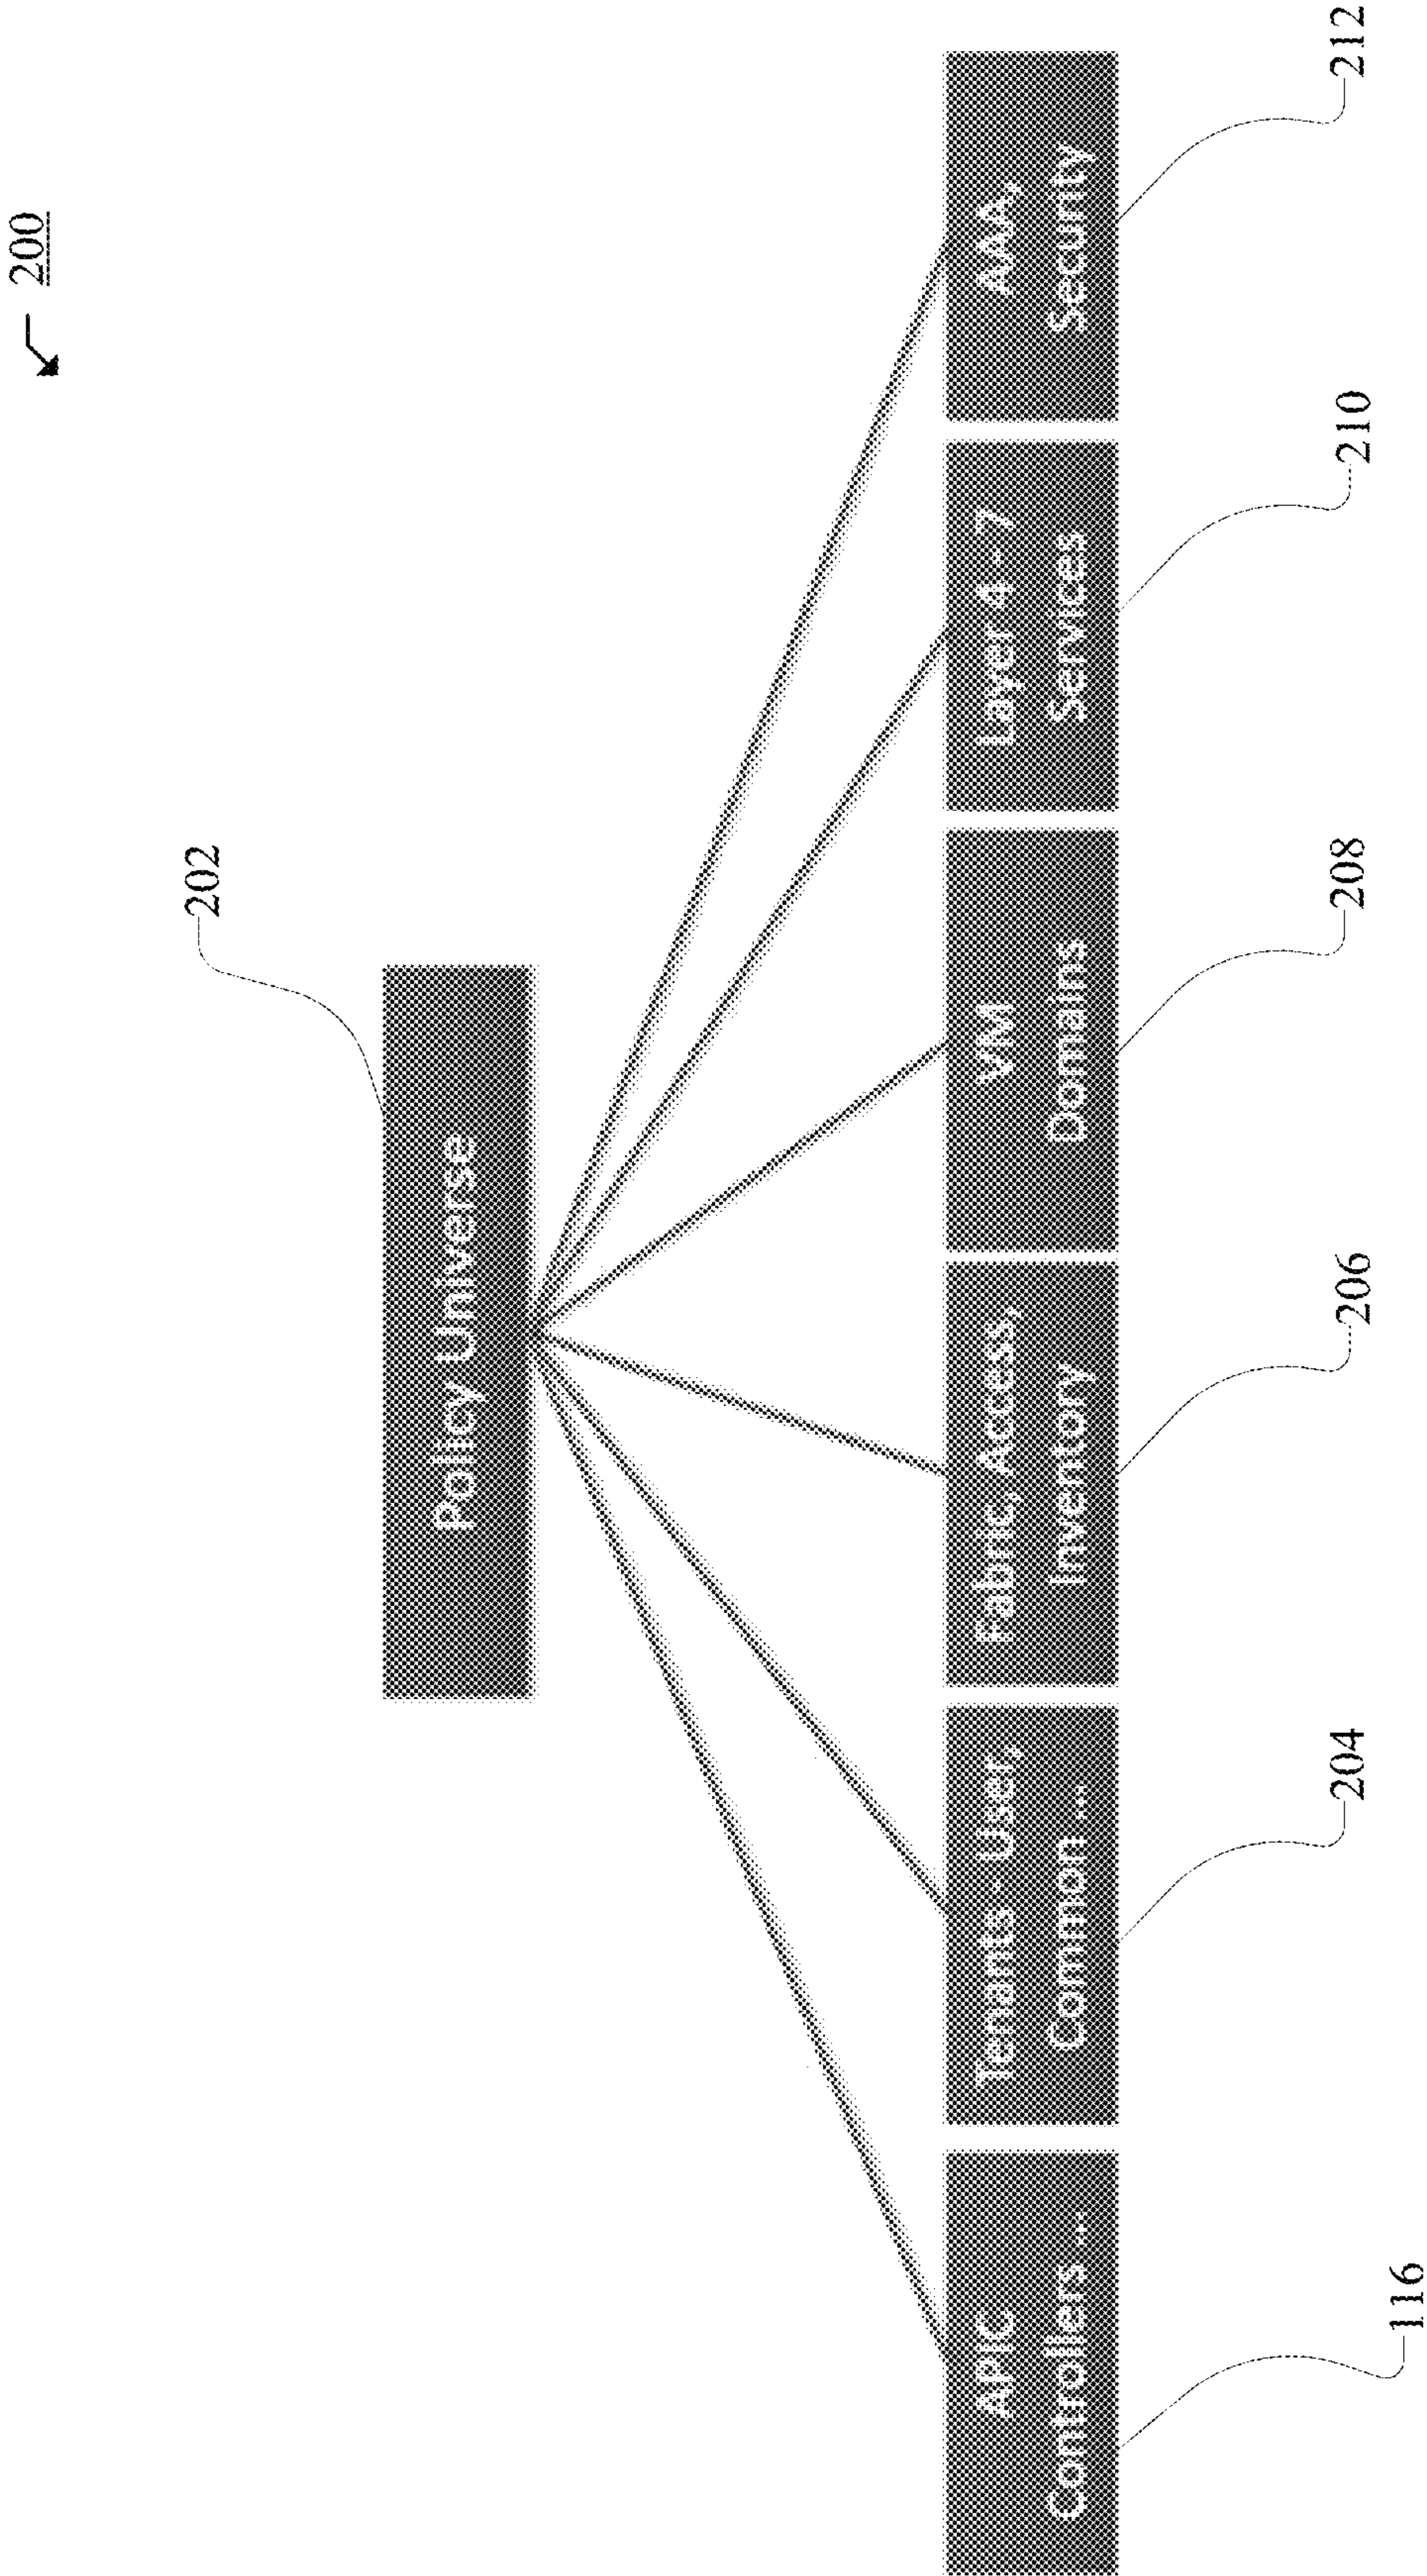 200
202
Policy Universe
APIC
Controllers ...
Tenants - User,
Common ...
Fabric, Access,
Inventory
VM
Domains
Layer 4 - 7
Services
AAA,
Security
116
204
206
208
210
212